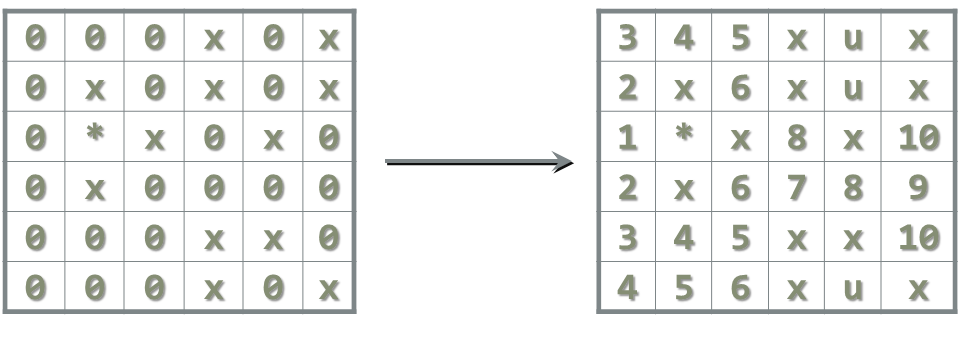 0 0 0 x 0 x 3 4 5 x u x
0 x 0 x 0 x 2 x 6 x u x
0 * x 0 x 0 1 * x 8 x 10
0 x 0 0 0 0 2 x 6 7 8 9
0 0 0 x x 0 3 4 5 x x 10
0 0 0 x 0 x 4 5 6 x u x